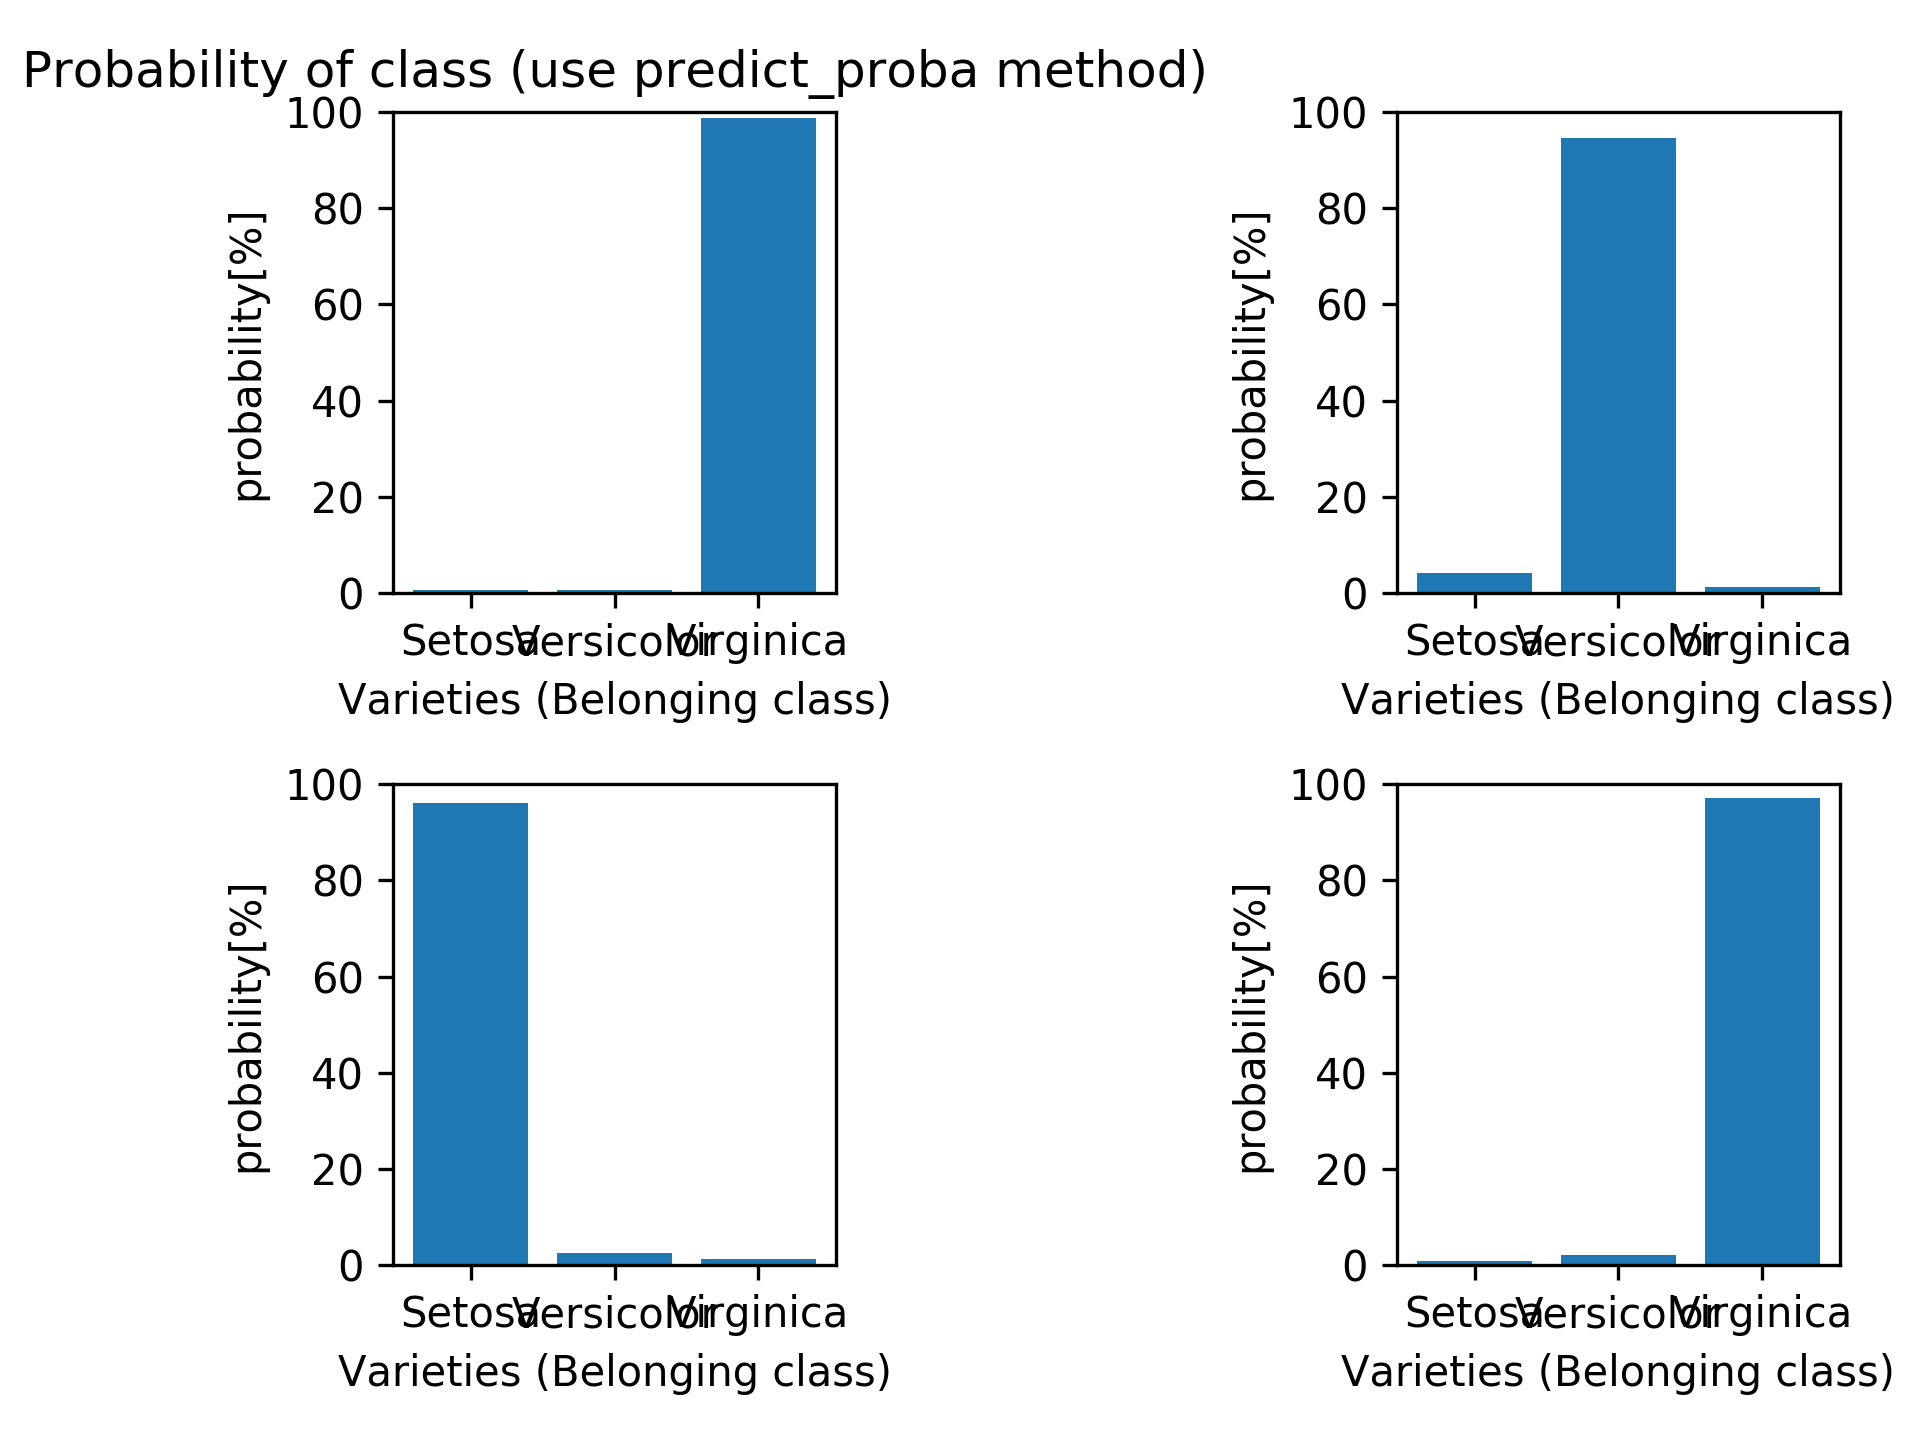 Probability of class (use predict_proba method)
100
80
60
40
20
0
probability[%]
Setosa Versicolor Virginica
Varieties (Belonging class)
100
80
60
40
20
0
probability[%]
Setosa Versicolor Virginica
Varieties (Belonging class)
100
80
60
40
20
0
probability[%]
Setosa Versicolor Virginica
Varieties (Belonging class)
100
80
60
40
20
0
probability[%]
Setosa Versicolor Virginica
Varieties (Belonging class)